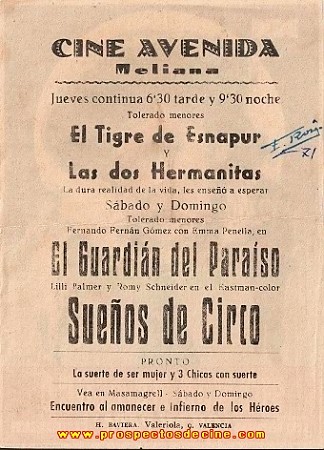 CINE AVENIDA
Meliana
Jueves continua 6'30 tarde y 9'30 noche
Tolerado menores
El Tigre de Esnapur
y
Las dos Hermanitas
La dura realidad de la vida, les enseñó a esperar
Sábado y Domingo
Tolerado menores
Fernando Fernán Gómez con Emma Penella, en
El Guardián del Paraíso
Lilli Palmer y Romy Schneider en el Eastman-color
Sueños de Circo
PRONTO
La suerte de ser mujer y 3 Chicas con suerte
Vea en Masamagrell - Sábado y Domingo
Encuentro al amanecer e infierno de los Héroes
H. BAVIERA. Valeriola, 9. VALENCIA
www.prospectosdecine.com